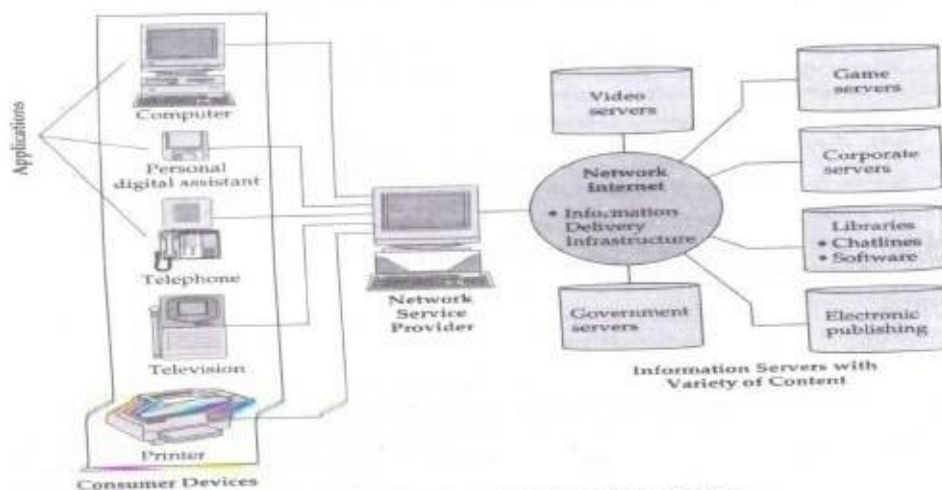 Applications
Computer
Personal
digital assistant
Telephone
Television
Printer
Consumer Devices
Network
Service
Provider
Video
servers
Network
Internet
• Information
Delivery
Infrastructure
Government
servers
Game
servers
Corporate
servers
Libraries
• Chatlines
• Software
Electronic
publishing
Information Servers with
Variety of Content